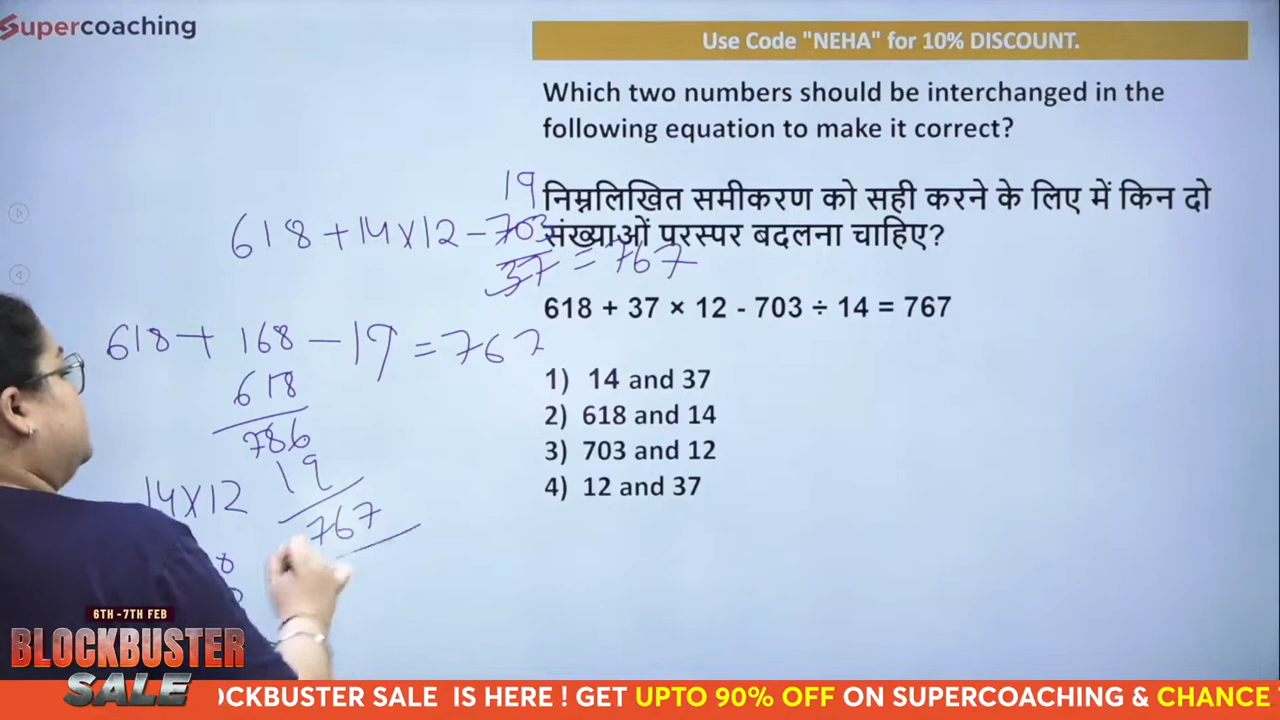 Supercoaching
Use Code "NEHA" for 10% DISCOUNT.
Which two numbers should be interchanged in the
following equation to make it correct?
निम्नलिखित समीकरण को सही करने के लिए में किन दो
संख्याओं परस्पर बदलना चाहिए?
618 + 37 × 12 - 703 ÷ 14 = 767
1) 14 and 37
2) 618 and 14
3) 703 and 12
4) 12 and 37
19
618 + 14 × 12 - 703
37 = 767
618 + 168 - 19 = 767
618
786
19
767
14 × 12
6TH -7TH FEB
BLOCKBUSTER
SALE
OCKBUSTER SALE IS HERE ! GET UPTO 90% OFF ON SUPERCOACHING & CHANCE